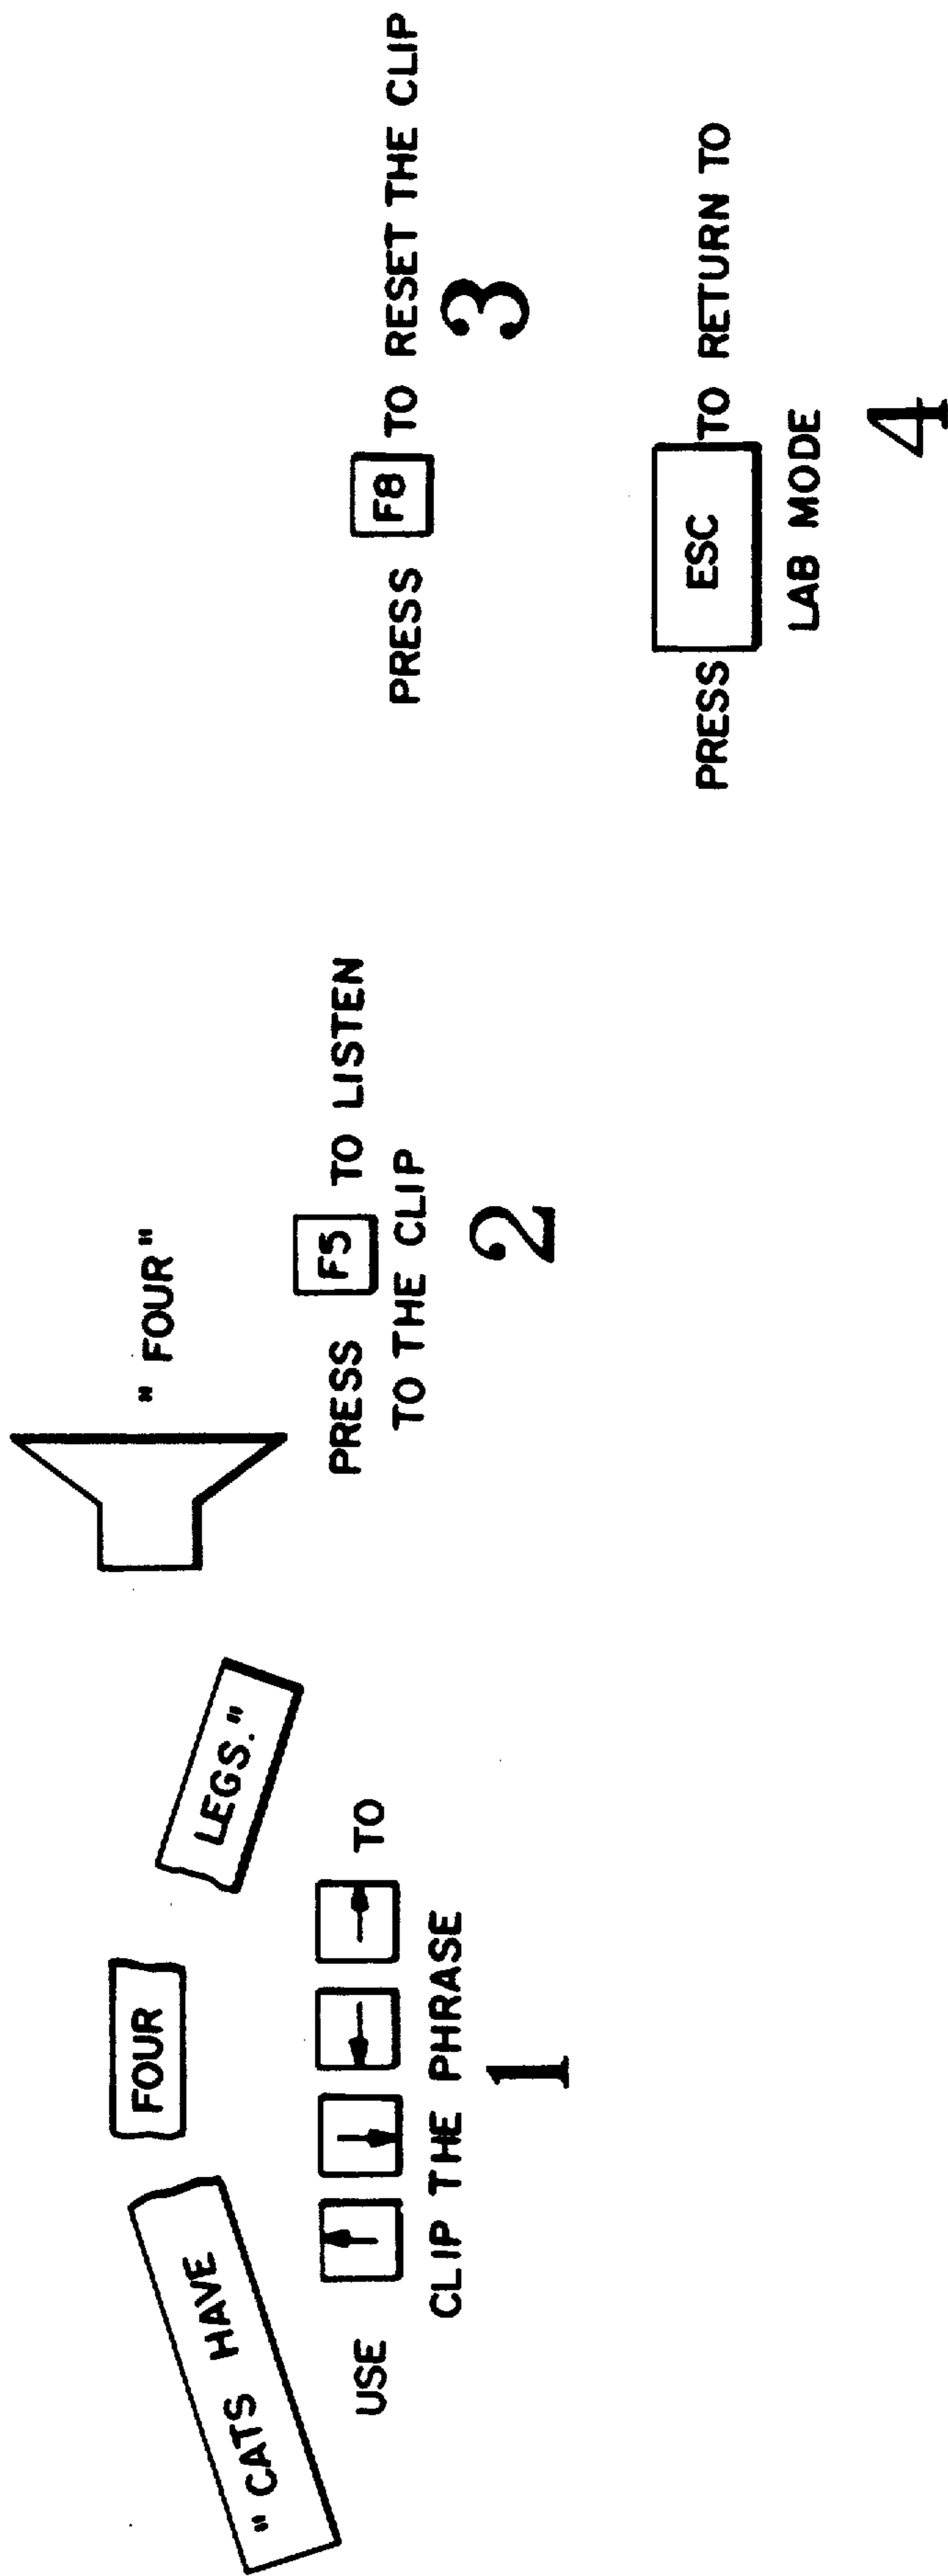 "CATS HAVE
FOUR
LEGS."
USE ↑ ↓ ← → TO
CLIP THE PHRASE
1
"FOUR"
PRESS F5 TO LISTEN
TO THE CLIP
2
PRESS F8 TO RESET THE CLIP
3
PRESS ESC TO RETURN TO
LAB MODE
4